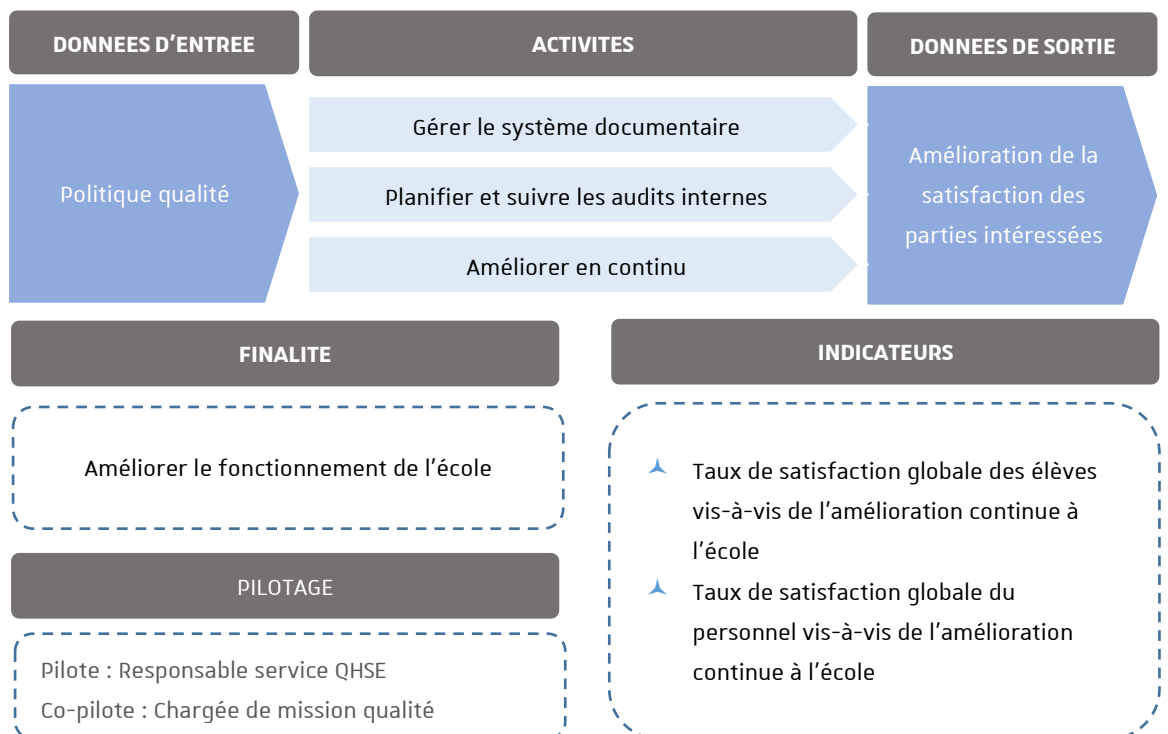 DONNEES D'ENTREE
ACTIVITES
DONNEES DE SORTIE
Politique qualité
Gérer le système documentaire
Planifier et suivre les audits internes
Améliorer en continu
Amélioration de la
satisfaction des
parties intéressées
FINALITE
Améliorer le fonctionnement de l'école
PILOTAGE
Pilote : Responsable service QHSE
Co-pilote : Chargée de mission qualité
INDICATEURS
Taux de satisfaction globale des élèves
vis-à-vis de l'amélioration continue à
l'école
Taux de satisfaction globale du
personnel vis-à-vis de l'amélioration
continue à l'école